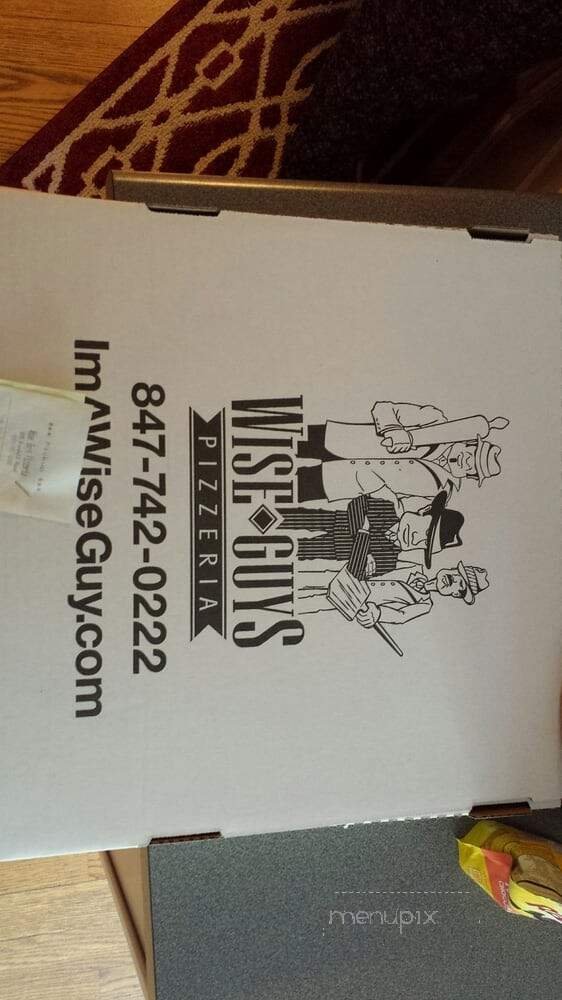 WISE GUYS
PIZZERIA
847-742-0222
ImAWiseGuy.com
menupix